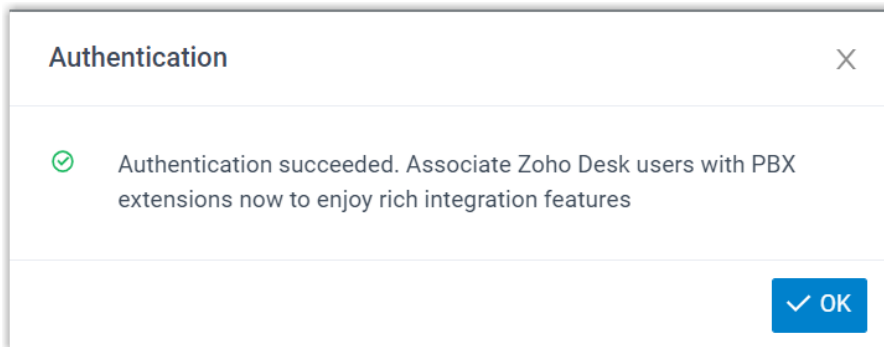 Authentication
Authentication succeeded. Associate Zoho Desk users with PBX
extensions now to enjoy rich integration features
OK